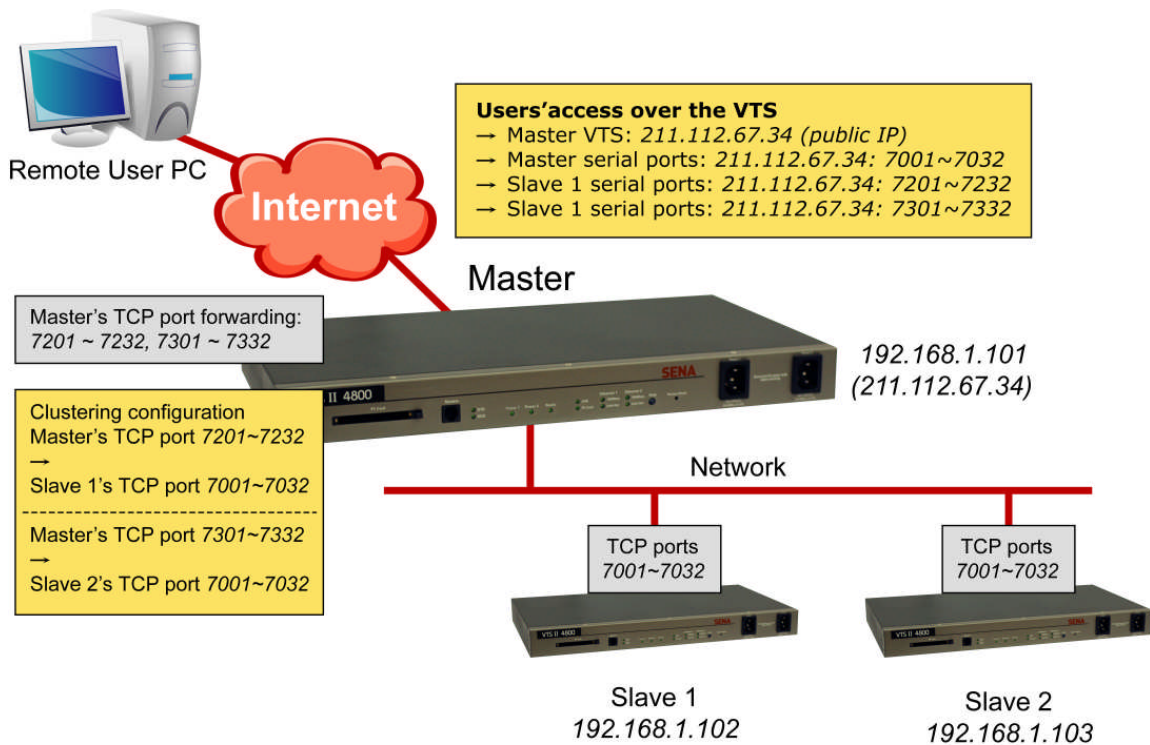 Remote User PC
Internet
Users'access over the VTS
→ Master VTS: 211.112.67.34 (public IP)
→ Master serial ports: 211.112.67.34: 7001~7032
→ Slave 1 serial ports: 211.112.67.34: 7201~7232
→ Slave 1 serial ports: 211.112.67.34: 7301~7332
Master
Master's TCP port forwarding:
7201 ~ 7232, 7301 ~ 7332
192.168.1.101
(211.112.67.34)
SENA
II 4800
Clustering configuration
Master's TCP port 7201~7232
→
Slave 1's TCP port 7001~7032
Master's TCP port 7301~7332
→
Slave 2's TCP port 7001~7032
Network
TCP ports
7001~7032
TCP ports
7001~7032
VTS II 4800
SENA
VTS II 4800
SENA
Slave 1
192.168.1.102
Slave 2
192.168.1.103